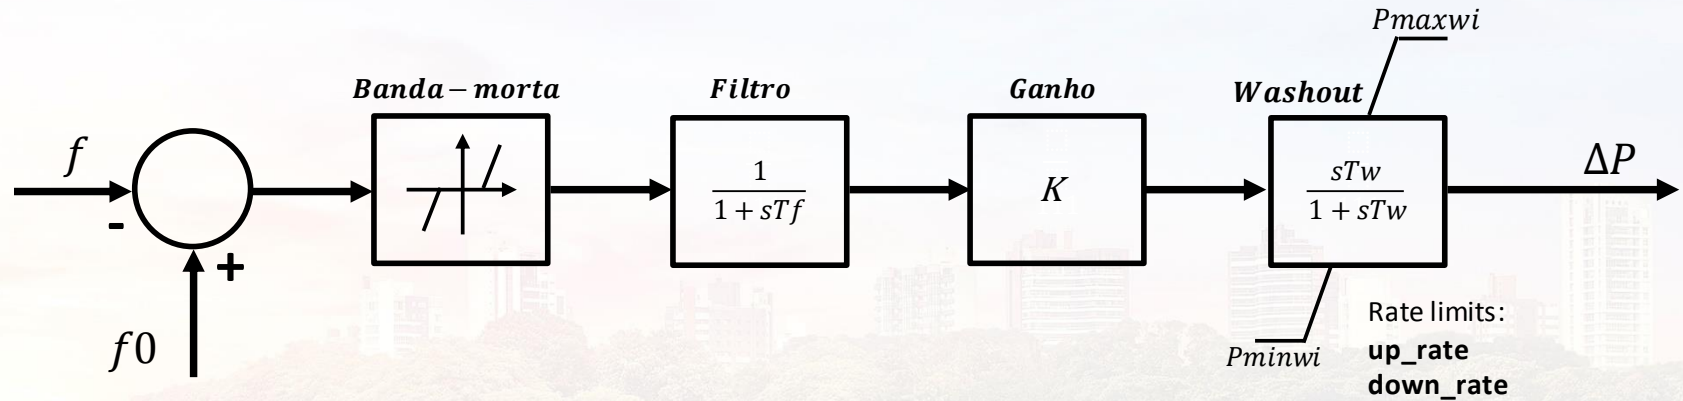 Pmaxwi
Banda − morta
Filtro
Ganho
Washout
f
-
+
f0
1
1 + sTf
K
sTw
1 + sTw
ΔP
Pminwi
Rate limits:
up_rate
down_rate